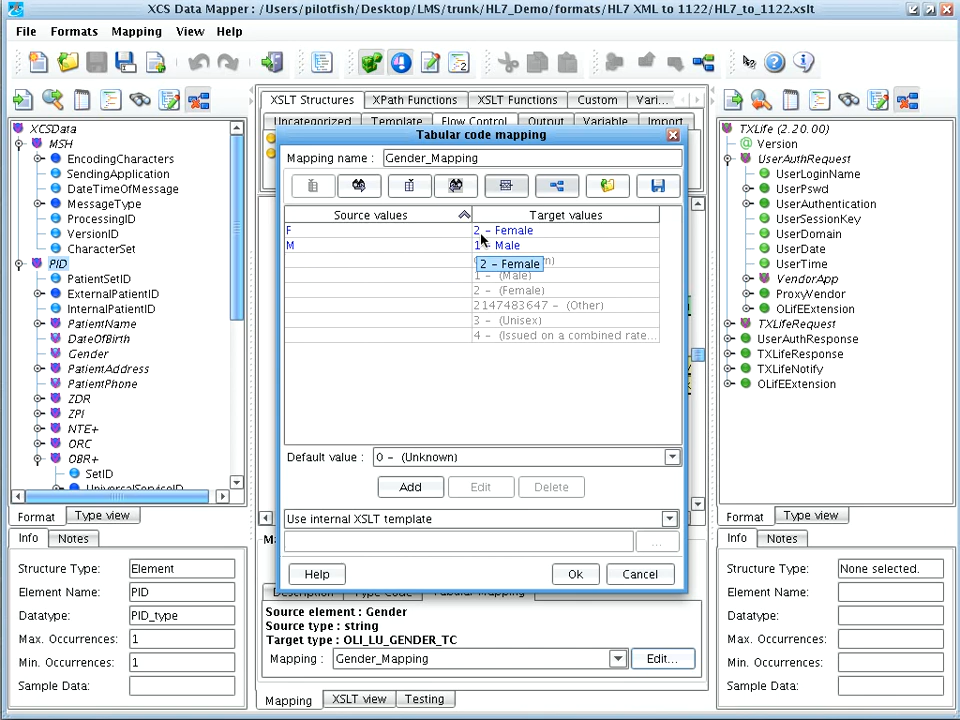 XCS Data Mapper : /Users/pilotfish/Desktop/LMS/trunk/HL7_Demo/formats/HL7 XML to 1122/HL7_to_1122.xslt
File Formats Mapping View Help
XSLT Structures XPath Functions XSLT Functions Custom Vari...
Uncategorized Template Flow Control Output Variable Import
XCSData
MSH
EncodingCharacters
SendingApplication
DateTimeOfMessage
MessageType
ProcessingID
VersionID
CharacterSet
PID
PatientSetID
ExternalPatientID
InternalPatientID
PatientName
DateOfBirth
Gender
PatientAddress
PatientPhone
ZDR
ZPI
NTE+
ORC
OBR+
SetID
UniversalServiceID
Format Type view
Info Notes
Structure Type: Element
Element Name: PID
Datatype: PID_type
Max. Occurrences: 1
Min. Occurrences: 1
Sample Data:
Tabular code mapping
Mapping name : Gender_Mapping
Source values Target values
F 2 - Female
M 1 - Male
2 - Female
1 - (Male)
2 - (Female)
2147483647 - (Other)
3 - (Unisex)
4 - (Issued on a combined rate...
Default value : 0 - (Unknown)
Add Edit Delete
Use internal XSLT template
...
Help Ok Cancel
Description Type Code Tabular Mapping
Source element : Gender
Source type : string
Target type : OLI_LU_GENDER_TC
Mapping : Gender_Mapping Edit...
Mapping XSLT view Testing
TXLife (2.20.00)
Version
UserAuthRequest
UserLoginName
UserPswd
UserAuthentication
UserSessionKey
UserDomain
UserDate
UserTime
VendorApp
ProxyVendor
OLifEExtension
TXLifeRequest
UserAuthResponse
TXLifeResponse
TXLifeNotify
OLifEExtension
Format Type view
Info Notes
Structure Type: None selected.
Element Name:
Datatype:
Max. Occurrences:
Min. Occurrences:
Sample Data: